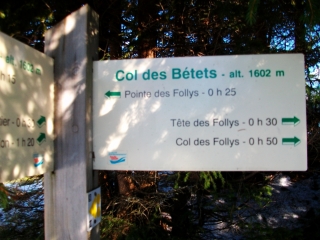 Col des Bétets - alt. 1602 m
Pointe des Follys - 0 h 25
Tête des Follys - 0 h 30
Col des Follys - 0 h 50